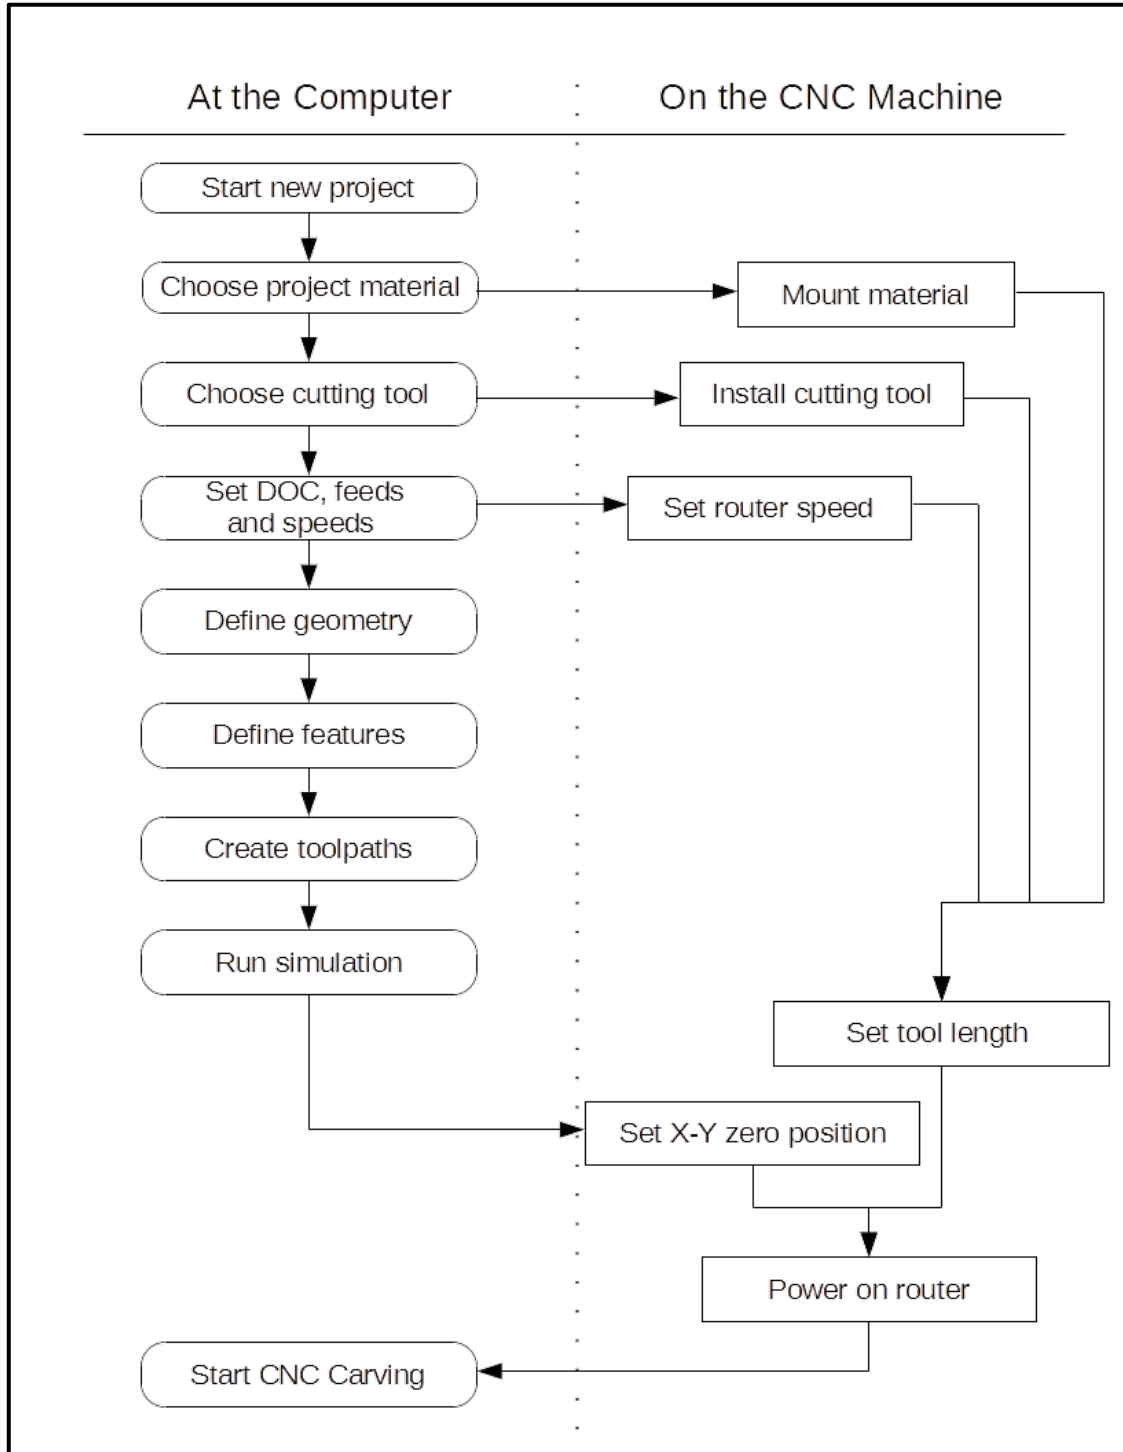 At the Computer
On the CNC Machine
Start new project
Choose project material
Mount material
Choose cutting tool
Install cutting tool
Set DOC, feeds
and speeds
Set router speed
Define geometry
Define features
Create toolpaths
Run simulation
Set tool length
Set X-Y zero position
Power on router
Start CNC Carving